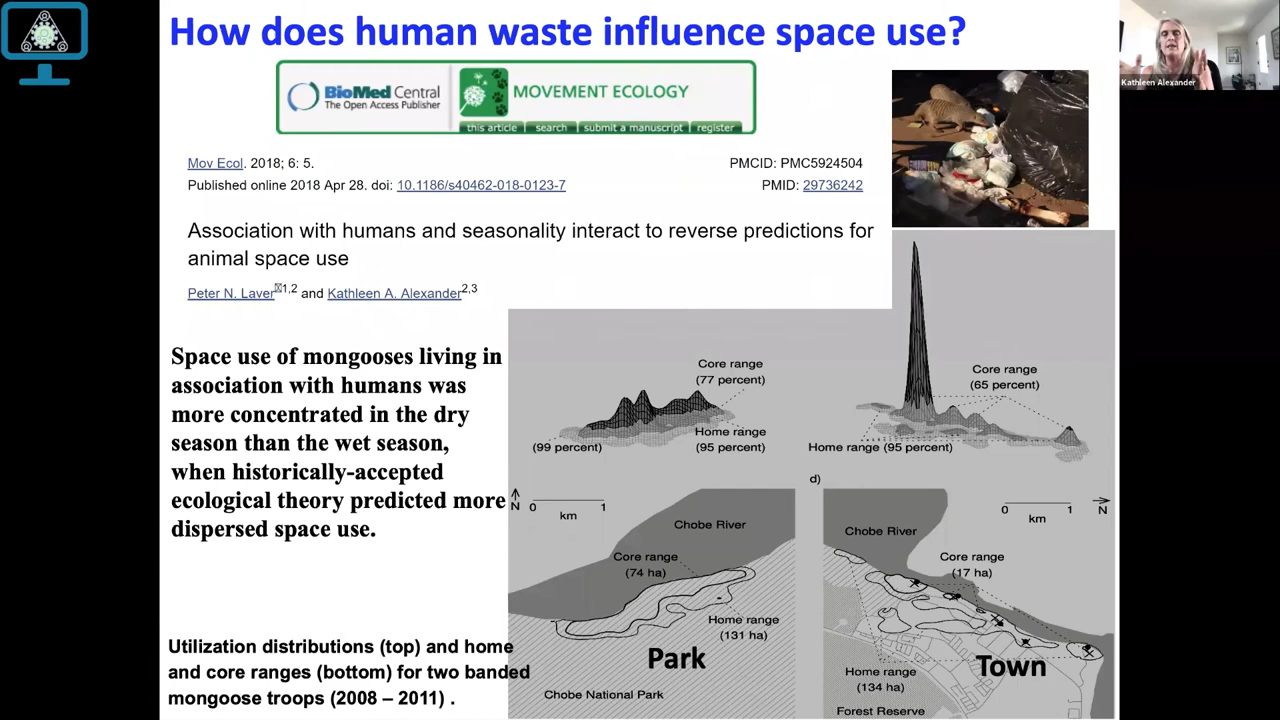 How does human waste influence space use?
Kathleen Alexander
BioMed Central
The Open Access Publisher
MOVEMENT ECOLOGY
this article search submit a manuscript register
Mov Ecol. 2018; 6: 5.
PMCID: PMC5924504
Published online 2018 Apr 28. doi: 10.1186/s40462-018-0123-7
PMID: 29736242
Association with humans and seasonality interact to reverse predictions for
animal space use
Peter N. Laver1,2 and Kathleen A. Alexander2,3
Space use of mongooses living in
association with humans was
more concentrated in the dry
season than the wet season,
when historically-accepted
ecological theory predicted more
dispersed space use.
Utilization distributions (top) and home
and core ranges (bottom) for two banded
mongoose troops (2008 – 2011) .
Core range
(77 percent)
Home range
(95 percent)
(99 percent)
Core range
(65 percent)
Home range (95 percent)
d)
N
0 1
km
Chobe River
Core range
(74 ha)
Home range
(131 ha)
Park
Chobe National Park
0 1
km
N
Chobe River
Core range
(17 ha)
Home range
(134 ha)
Town
Forest Reserve